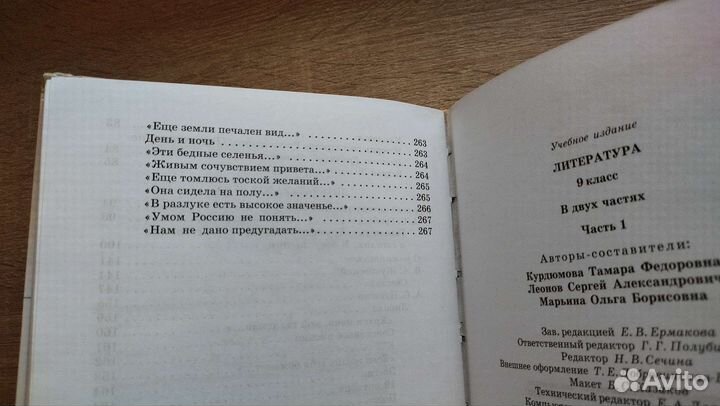 «Еще земли печален вид...» 263
День и ночь 263
«Эти бедные селенья...» 264
«Живым сочувствием привета...» 264
«Еще томлюсь тоской желаний...» 265
«Она сидела на полу...» 265
«В разлуке есть высокое значенье...» 266
«Умом Россию не понять...» 267
«Нам не дано предугадать...» 267
Учебное издание
ЛИТЕРАТУРА
9 класс
В двух частях
Часть 1
Авторы-составители:
Курдюмова Тамара Федоровна
Леонов Сергей Александрович
Марьина Ольга Борисовна
Зав. редакцией Е. В. Ермакова
Ответственный редактор Г. Г.
Редактор Н. В. Сечина
Внешнее оформление Т. Е.
Макет
Технический редактор Е. А.
Avito